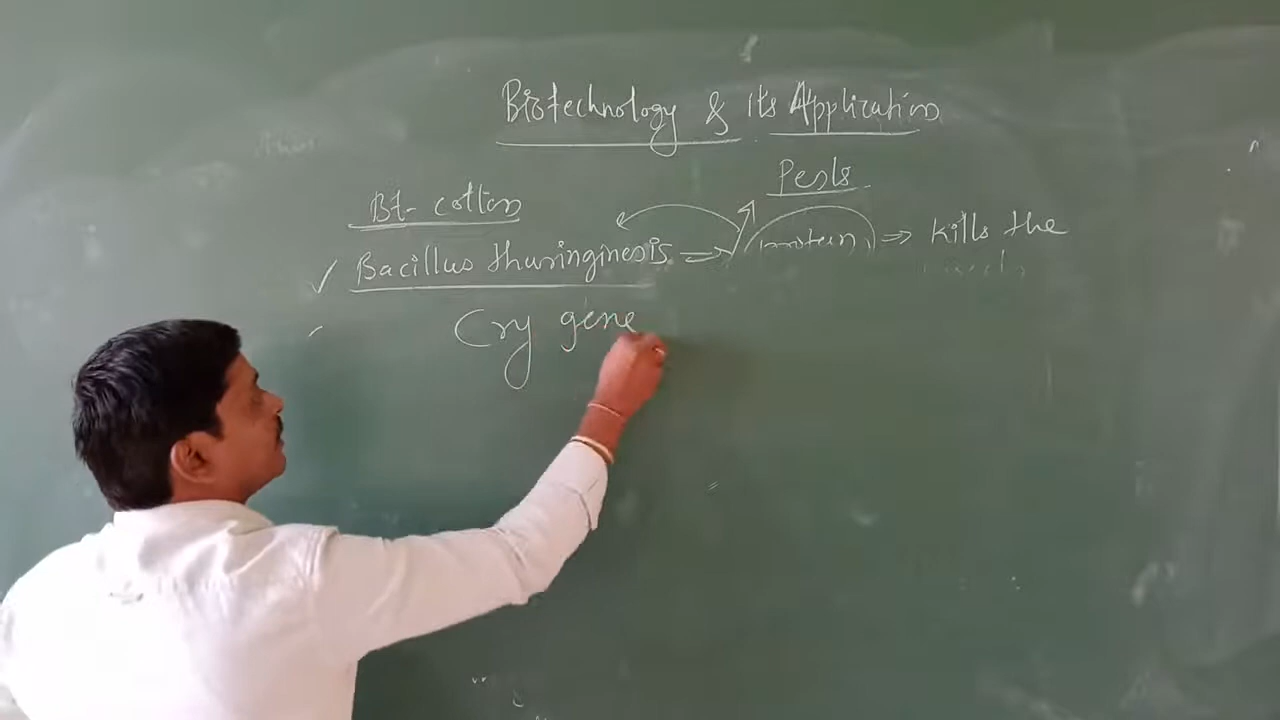 Biotechnology & its Application
Pests
Bt- cotton
Bacillus thuringinesis ⇒ protein ⇒ kills the
Cry gene